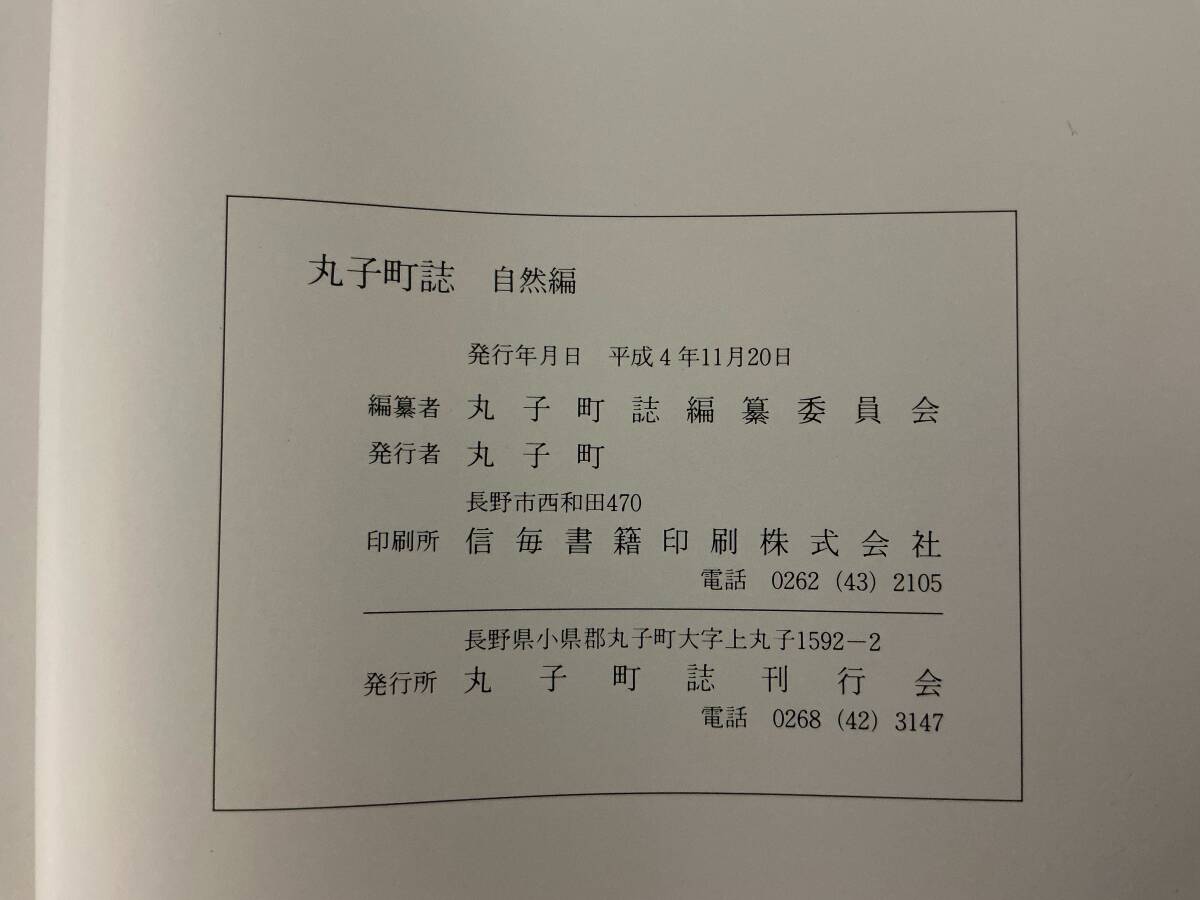 丸子町誌　自然編
発行年月日　平成4年11月20日
編纂者　丸子町誌編纂委員会
発行者　丸子町
長野市西和田470
印刷所　信毎書籍印刷株式会社
電話　0262（43）2105
長野県小県郡丸子町大字上丸子1592－2
発行所　丸子町誌刊行会
電話　0268（42）3147